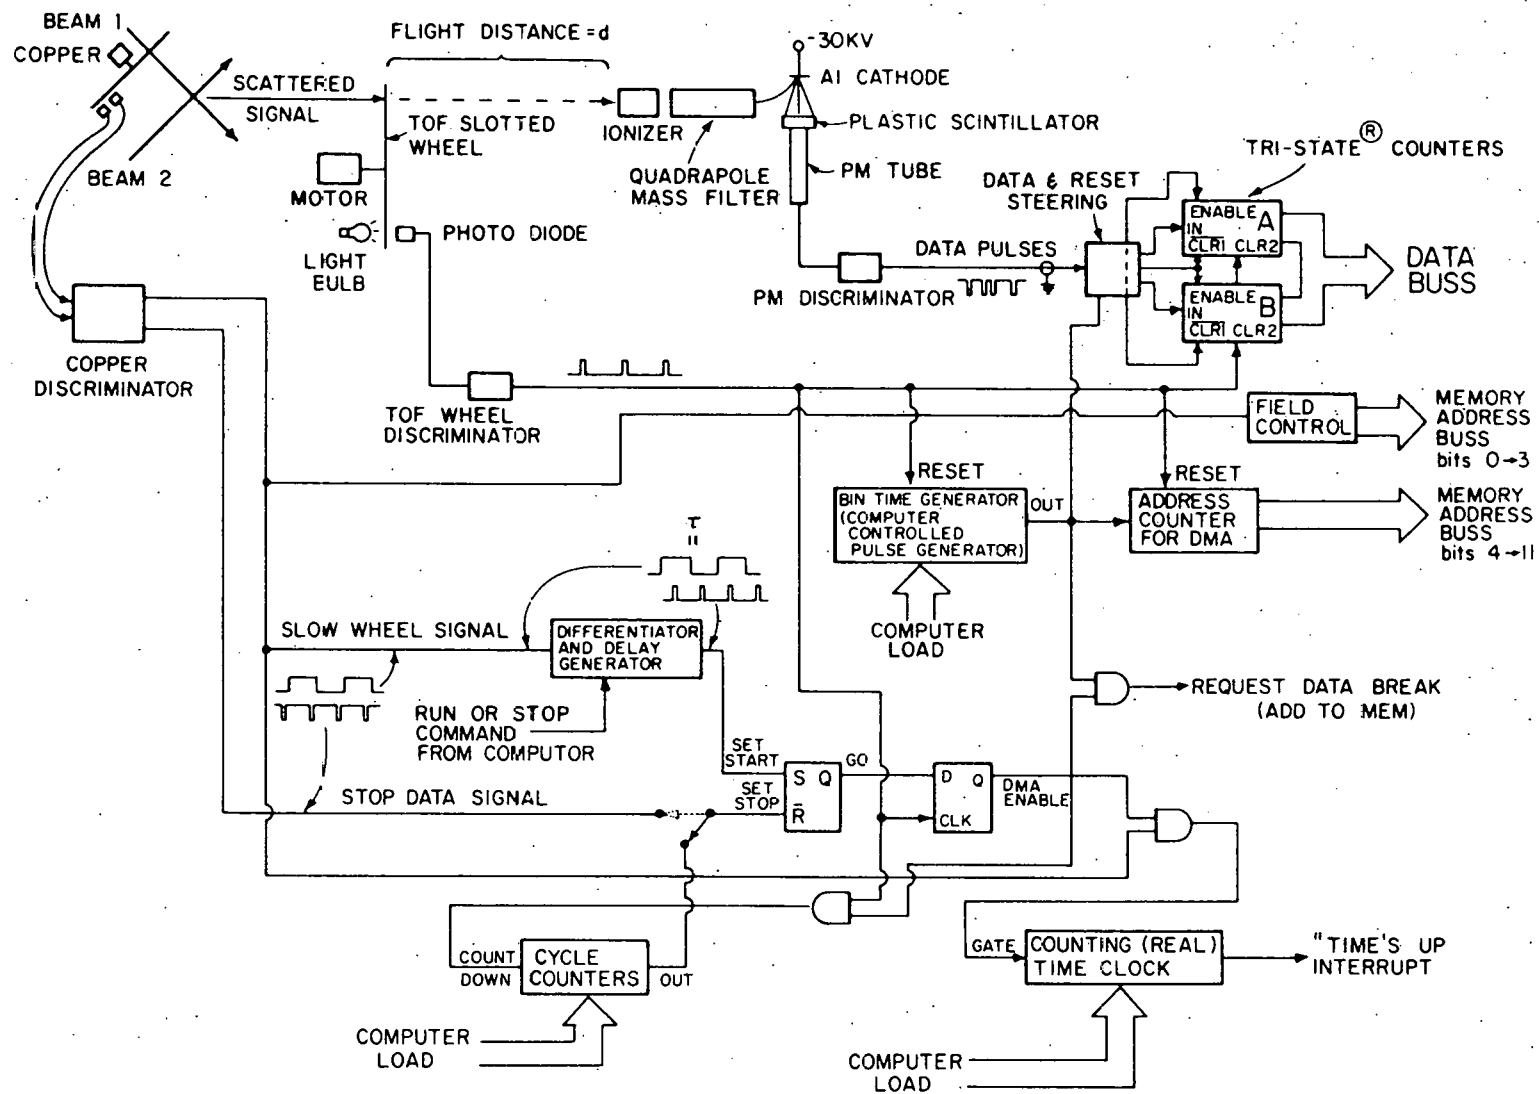 BEAM 1
COPPER
BEAM 2
SCATTERED
SIGNAL
FLIGHT DISTANCE = d
TOF SLOTTED
WHEEL
MOTOR
LIGHT
EULB
PHOTO DIODE
IONIZER
QUADRAPOLE
MASS FILTER
-30KV
Al CATHODE
PLASTIC SCINTILLATOR
PM TUBE
PM DISCRIMINATOR
DATA PULSES
DATA & RESET
STEERING
TRI-STATE® COUNTERS
ENABLE A
IN
CLR1 CLR2
ENABLE B
IN
CLR1 CLR2
DATA
BUSS
COPPER
DISCRIMINATOR
TOF WHEEL
DISCRIMINATOR
FIELD
CONTROL
MEMORY
ADDRESS
BUSS
bits 0→3
RESET
BIN TIME GENERATOR
(COMPUTER
CONTROLLED
PULSE GENERATOR)
OUT
COMPUTER
LOAD
RESET
ADDRESS
COUNTER
FOR DMA
MEMORY
ADDRESS
BUSS
bits 4→11
τ
=
SLOW WHEEL SIGNAL
DIFFERENTIATOR
AND DELAY
GENERATOR
RUN OR STOP
COMMAND
FROM COMPUTOR
STOP DATA SIGNAL
SET
START
SET
STOP
S Q
R̅
GO
D Q
CLK
DMA
ENABLE
REQUEST DATA BREAK
(ADD TO MEM)
COUNT
DOWN
CYCLE
COUNTERS
OUT
COMPUTER
LOAD
GATE
COUNTING (REAL)
TIME CLOCK
"TIME'S UP
INTERRUPT
COMPUTER
LOAD